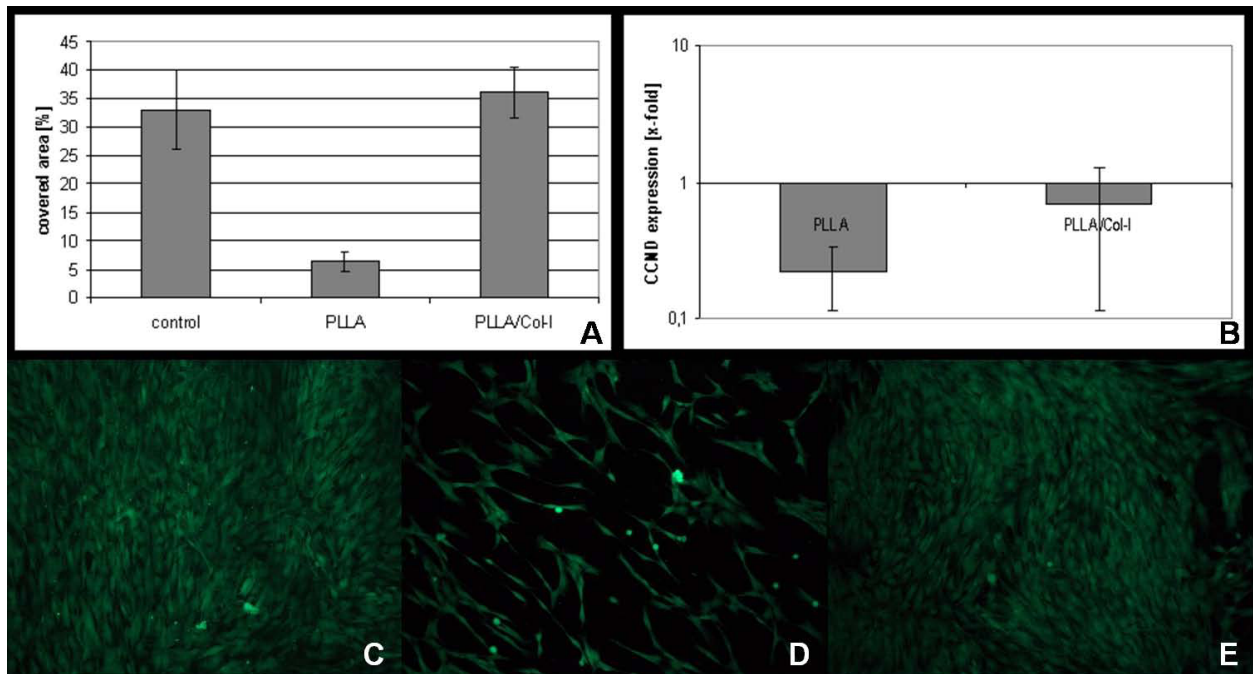 45
40
35
30
25
20
15
10
5
0
covered area [%]
control
PLLA
PLLA/Col-I
A
10
1
0,1
CCND expression [x-fold]
PLLA
PLLA/Col-I
B
C
D
E